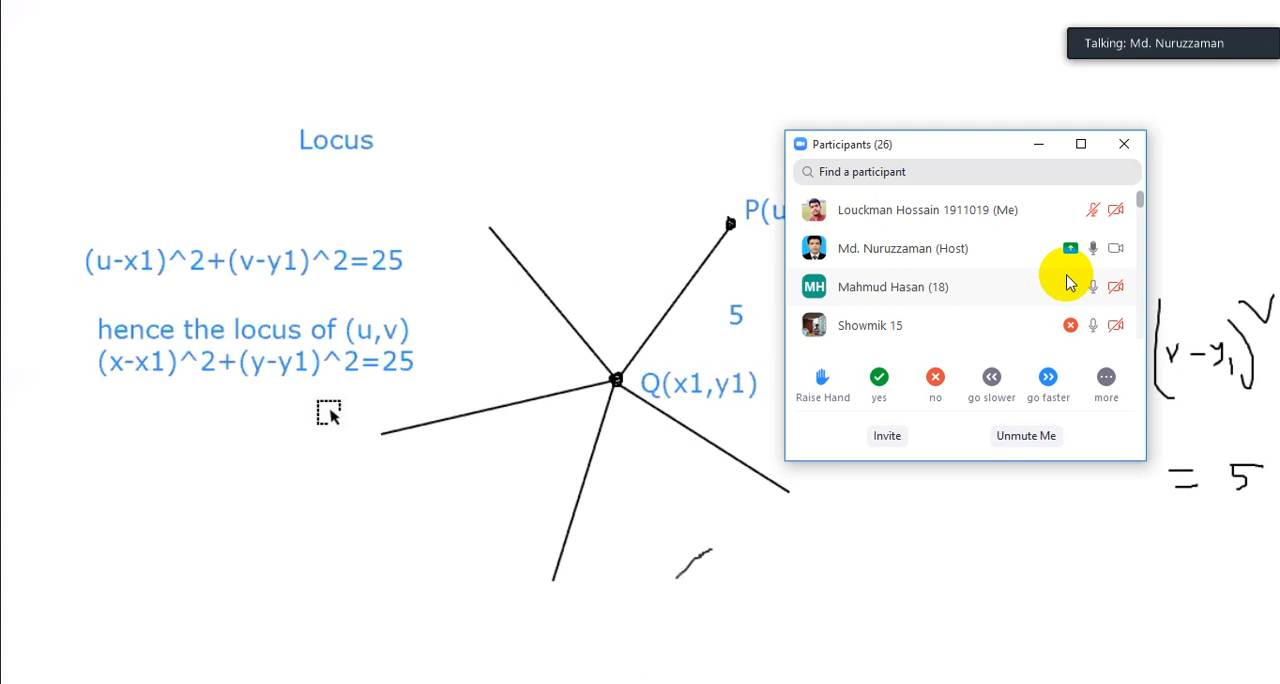 Talking: Md. Nuruzzaman
Locus
(u-x1)^2+(v-y1)^2=25
hence the locus of (u,v)
(x-x1)^2+(y-y1)^2=25
P(u
5
Q(x1,y1)
Participants (26)
Find a participant
Louckman Hossain 1911019 (Me)
Md. Nuruzzaman (Host)
MH Mahmud Hasan (18)
Showmik 15
Raise Hand
yes
no
go slower
go faster
more
Invite
Unmute Me
(v-y1)
= 5